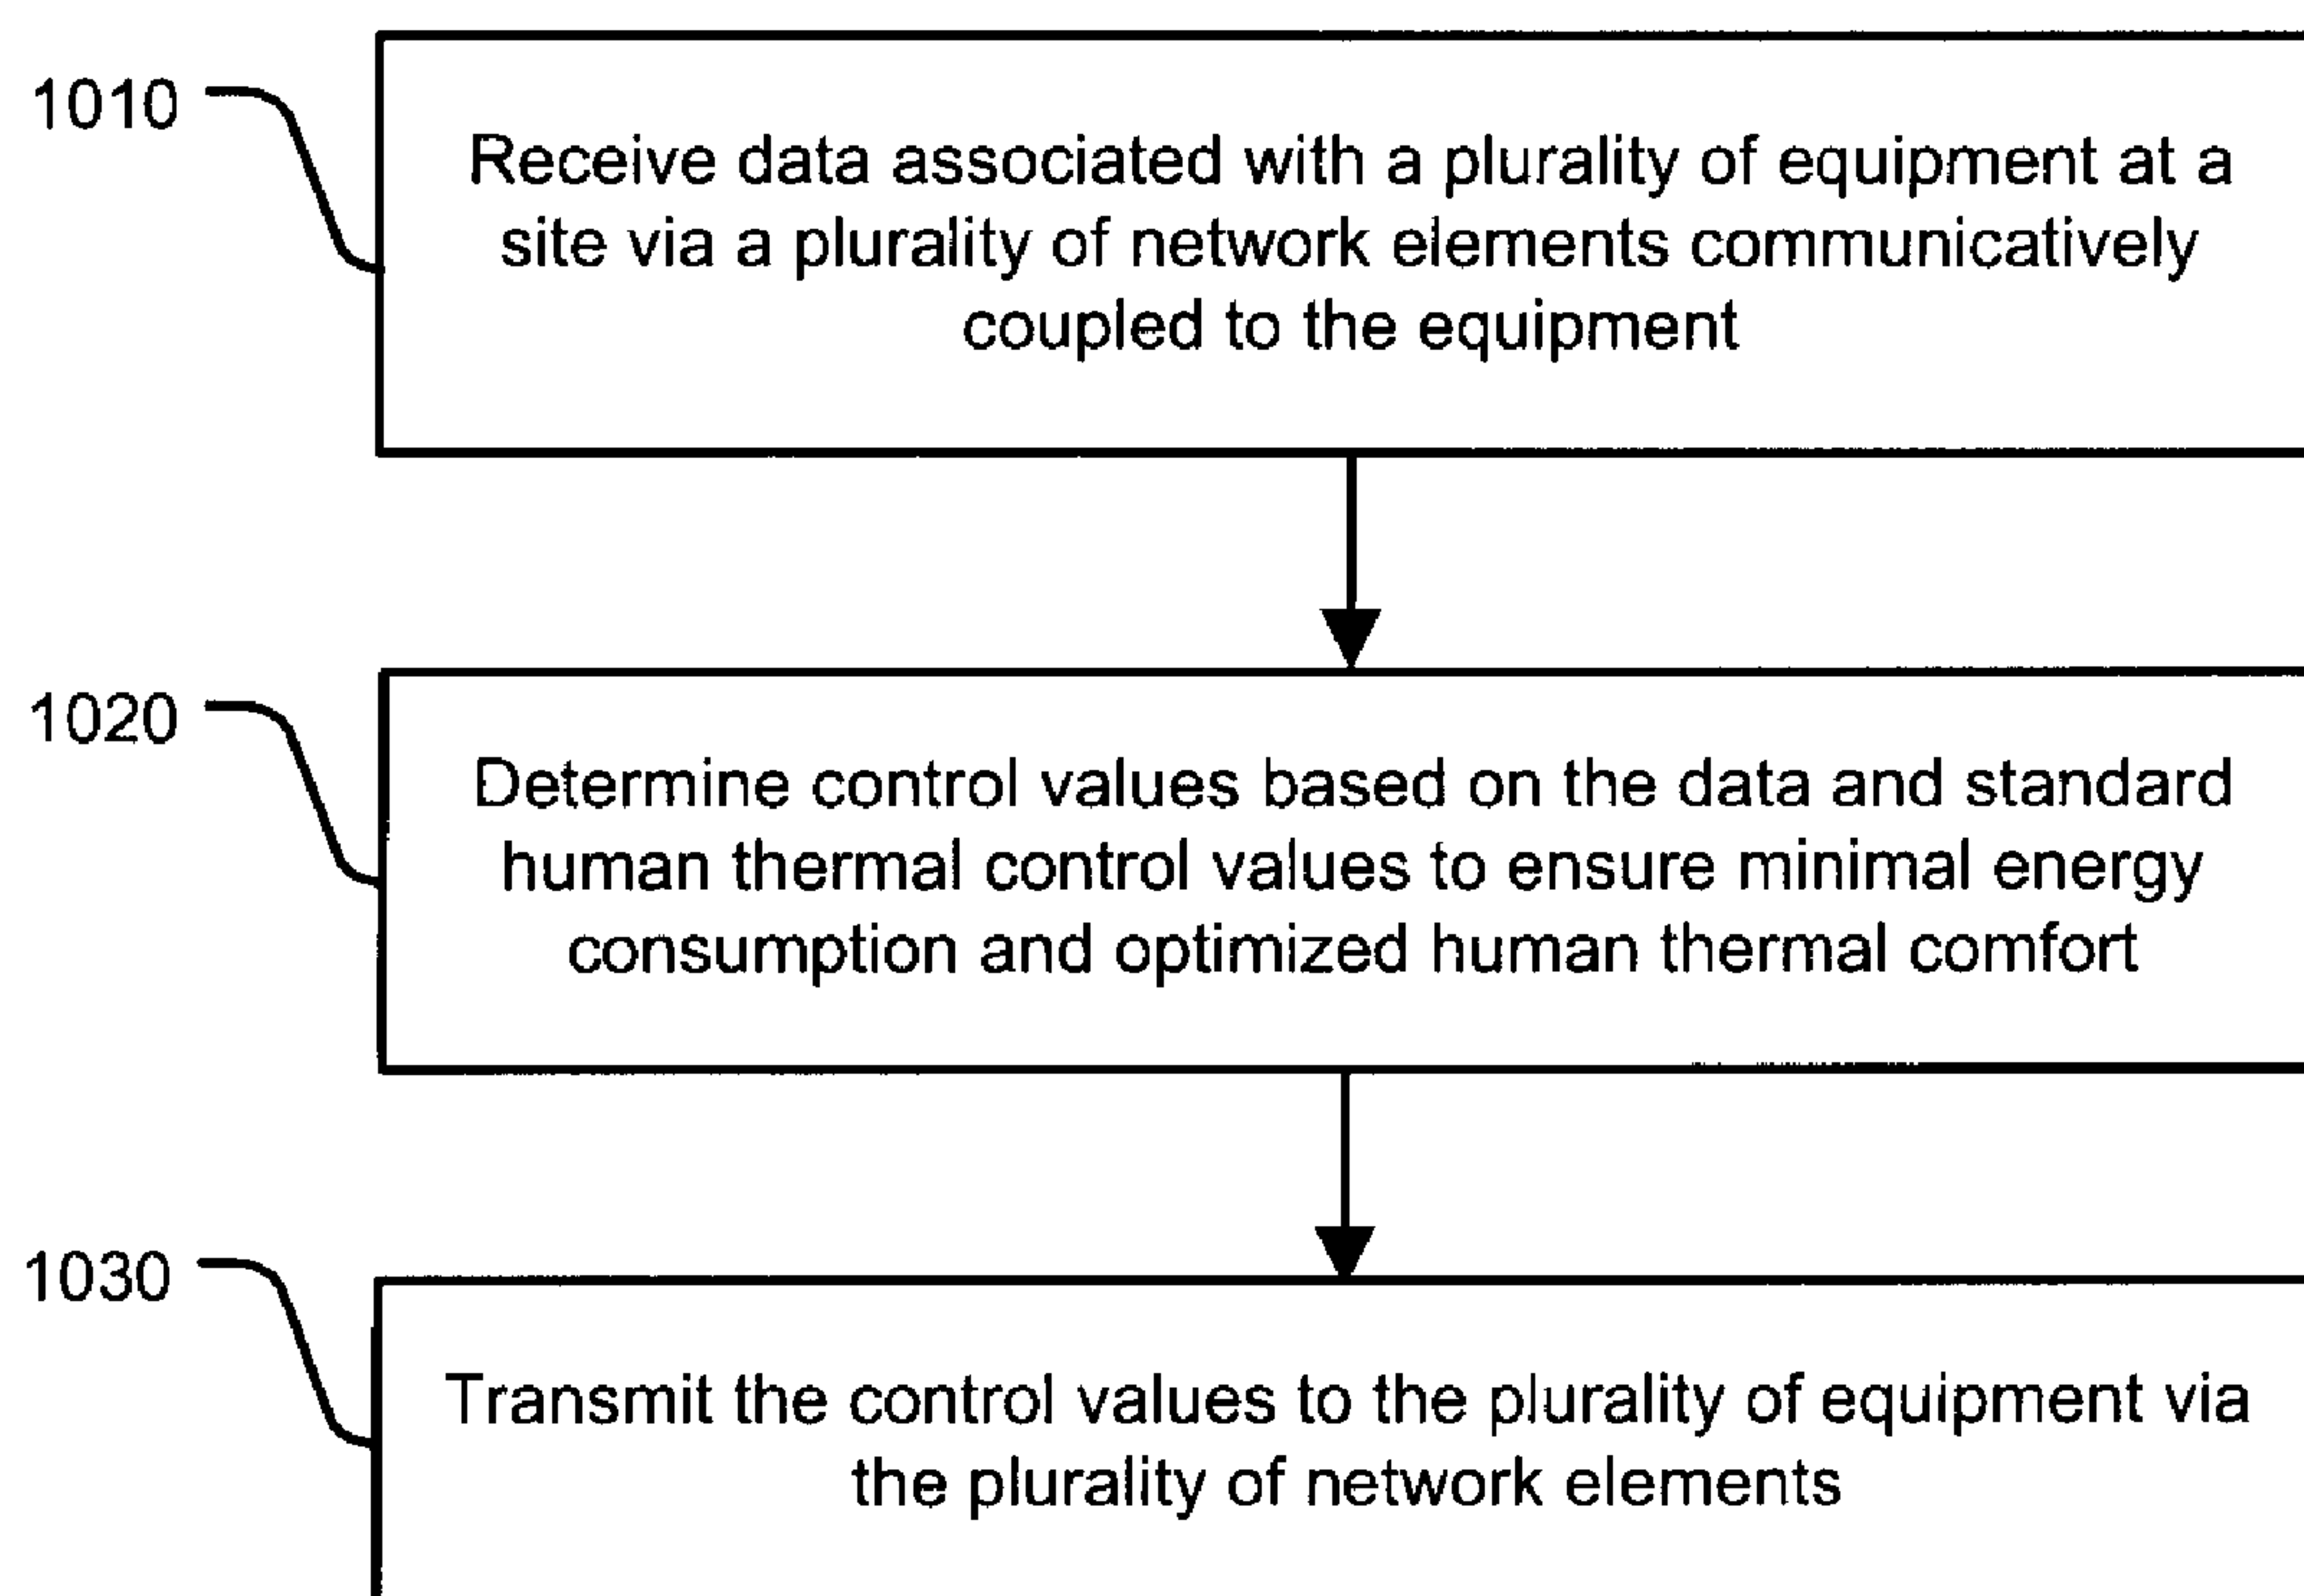 1010
Receive data associated with a plurality of equipment at a
site via a plurality of network elements communicatively
coupled to the equipment
1020
Determine control values based on the data and standard
human thermal control values to ensure minimal energy
consumption and optimized human thermal comfort
1030
Transmit the control values to the plurality of equipment via
the plurality of network elements